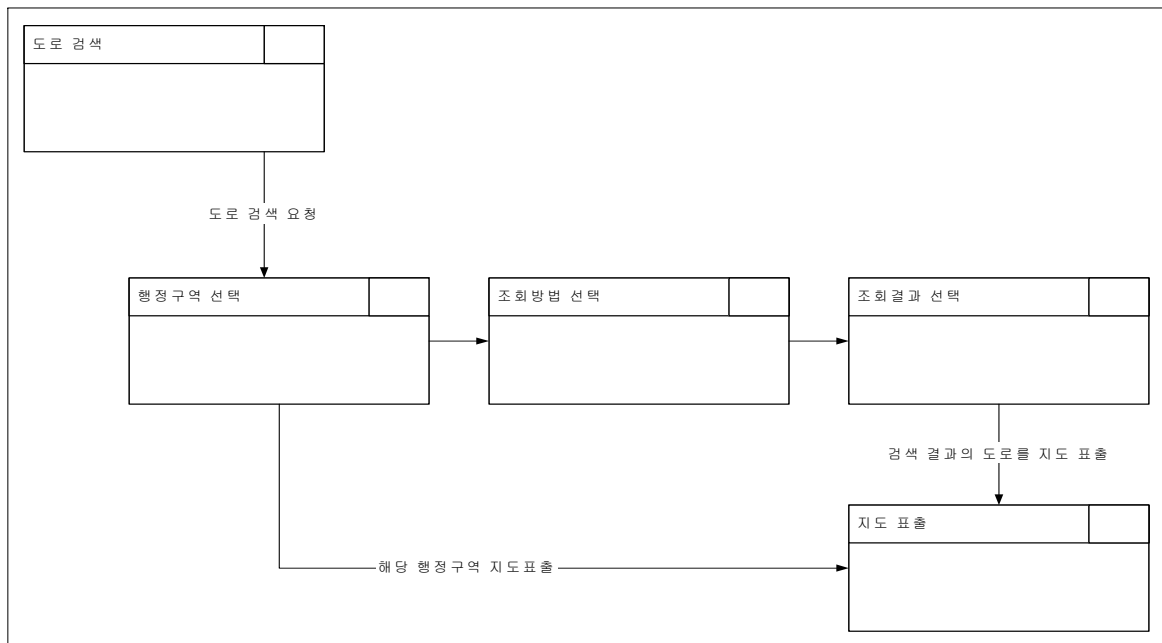 도로 검색
도로 검색 요청
행정구역 선택
조회방법 선택
조회결과 선택
검색 결과의 도로를 지도 표출
지도 표출
해당 행정구역 지도표출